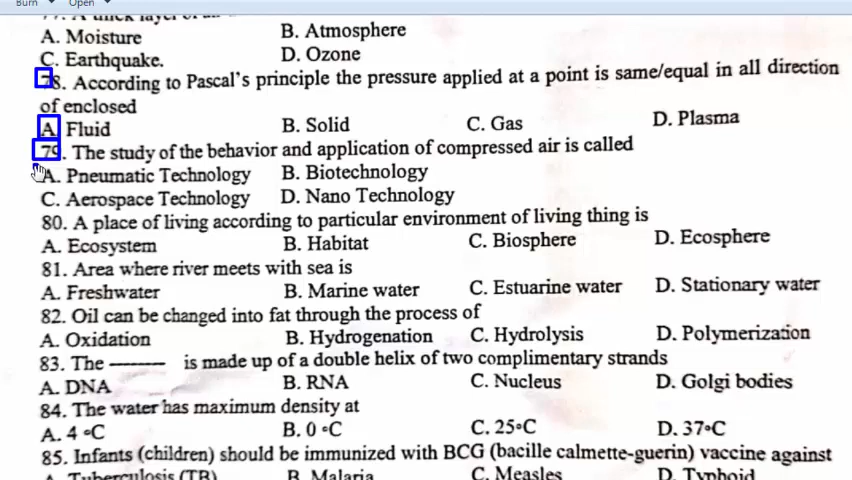 Burn Open
77. A thick layer of
A. Moisture B. Atmosphere
C. Earthquake. D. Ozone
78. According to Pascal's principle the pressure applied at a point is same/equal in all direction
of enclosed
A. Fluid B. Solid C. Gas D. Plasma
79. The study of the behavior and application of compressed air is called
A. Pneumatic Technology B. Biotechnology
C. Aerospace Technology D. Nano Technology
80. A place of living according to particular environment of living thing is
A. Ecosystem B. Habitat C. Biosphere D. Ecosphere
81. Area where river meets with sea is
A. Freshwater B. Marine water C. Estuarine water D. Stationary water
82. Oil can be changed into fat through the process of
A. Oxidation B. Hydrogenation C. Hydrolysis D. Polymerization
83. The ——— is made up of a double helix of two complimentary strands
A. DNA B. RNA C. Nucleus D. Golgi bodies
84. The water has maximum density at
A. 4 °C B. 0 °C C. 25°C D. 37°C
85. Infants (children) should be immunized with BCG (bacille calmette-guerin) vaccine against
A. Tuberculosis (TB) B. Malaria C. Measles D. Typhoid